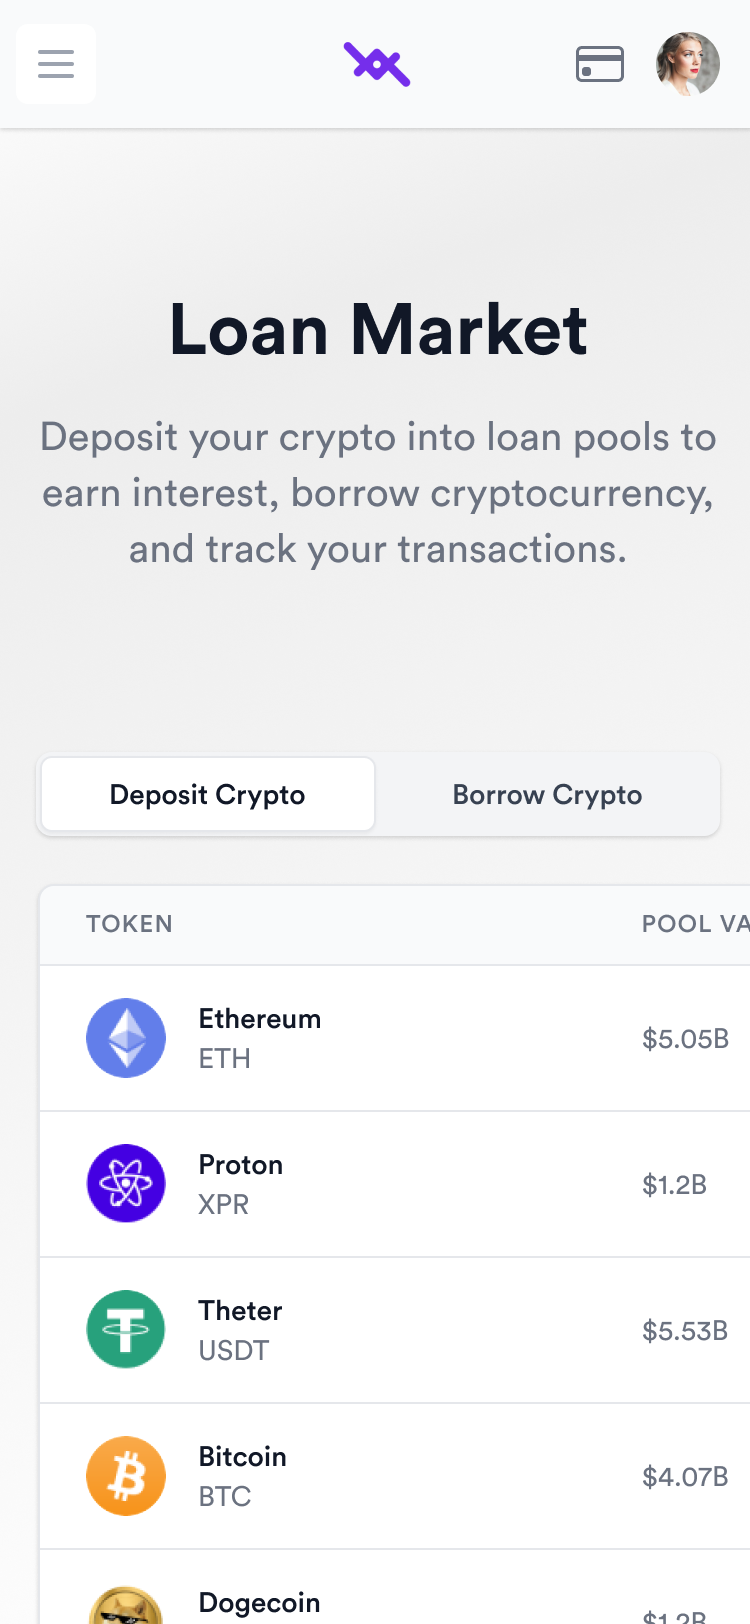 Loan Market
Deposit your crypto into loan pools to
earn interest, borrow cryptocurrency,
and track your transactions.
Deposit Crypto Borrow Crypto
TOKEN POOL VA
Ethereum
ETH
$5.05B
Proton
XPR
$1.2B
Theter
USDT
$5.53B
Bitcoin
BTC
$4.07B
Dogecoin
$1.2B